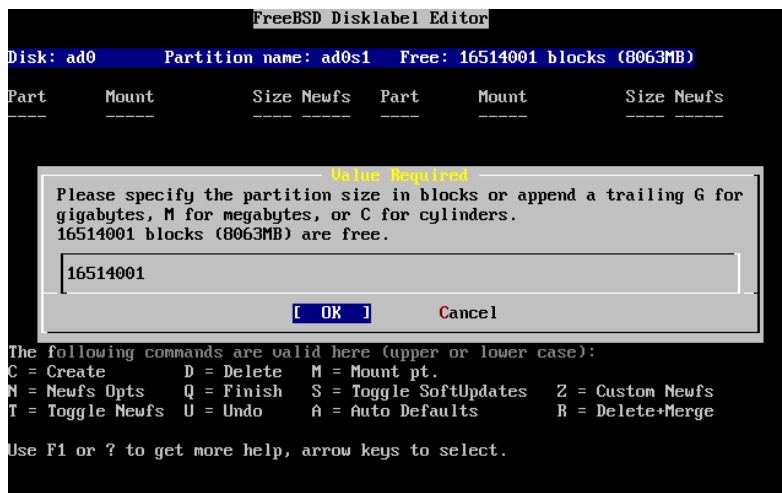 FreeBSD Disklabel Editor
Disk: ad0 Partition name: ad0s1 Free: 16514001 blocks (8063MB)
Part Mount Size Newfs Part Mount Size Newfs
---- ----- ---- ----- ---- ----- ---- -----
Value Required
Please specify the partition size in blocks or append a trailing G for
gigabytes, M for megabytes, or C for cylinders.
16514001 blocks (8063MB) are free.
16514001
[ OK ] Cancel
The following commands are valid here (upper or lower case):
C = Create D = Delete M = Mount pt.
N = Newfs Opts Q = Finish S = Toggle SoftUpdates Z = Custom Newfs
T = Toggle Newfs U = Undo A = Auto Defaults R = Delete+Merge
Use F1 or ? to get more help, arrow keys to select.